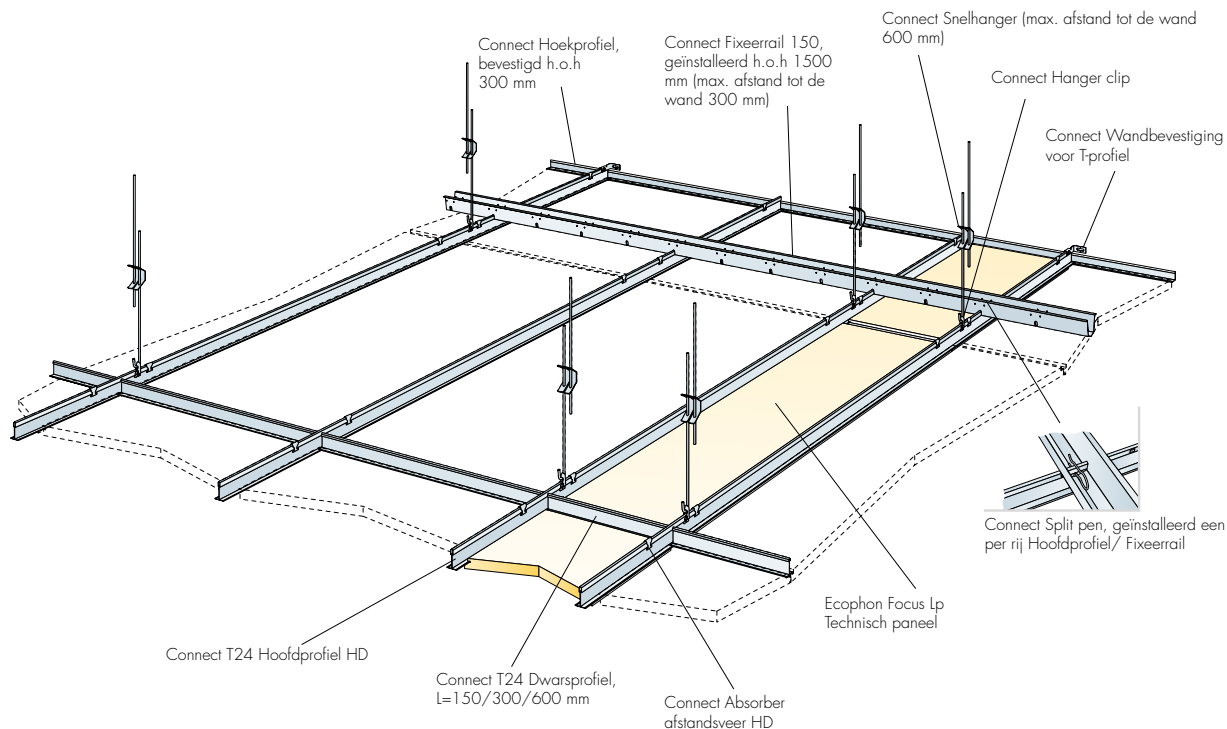 Connect Snelhanger (max. afstand tot de wand
600 mm)
Connect Hoekprofiel,
bevestigd h.o.h
300 mm
Connect Fixeerrail 150,
geïnstalleerd h.o.h 1500
mm (max. afstand tot de
wand 300 mm)
Connect Hanger clip
Connect Wandbevestiging
voor T-profiel
Connect Split pen, geïnstalleerd een
per rij Hoofdprofiel/ Fixeerrail
Ecophon Focus Lp
Technisch paneel
Connect T24 Hoofdprofiel HD
Connect T24 Dwarsprofiel,
L=150/300/600 mm
Connect Absorber
afstandsveer HD